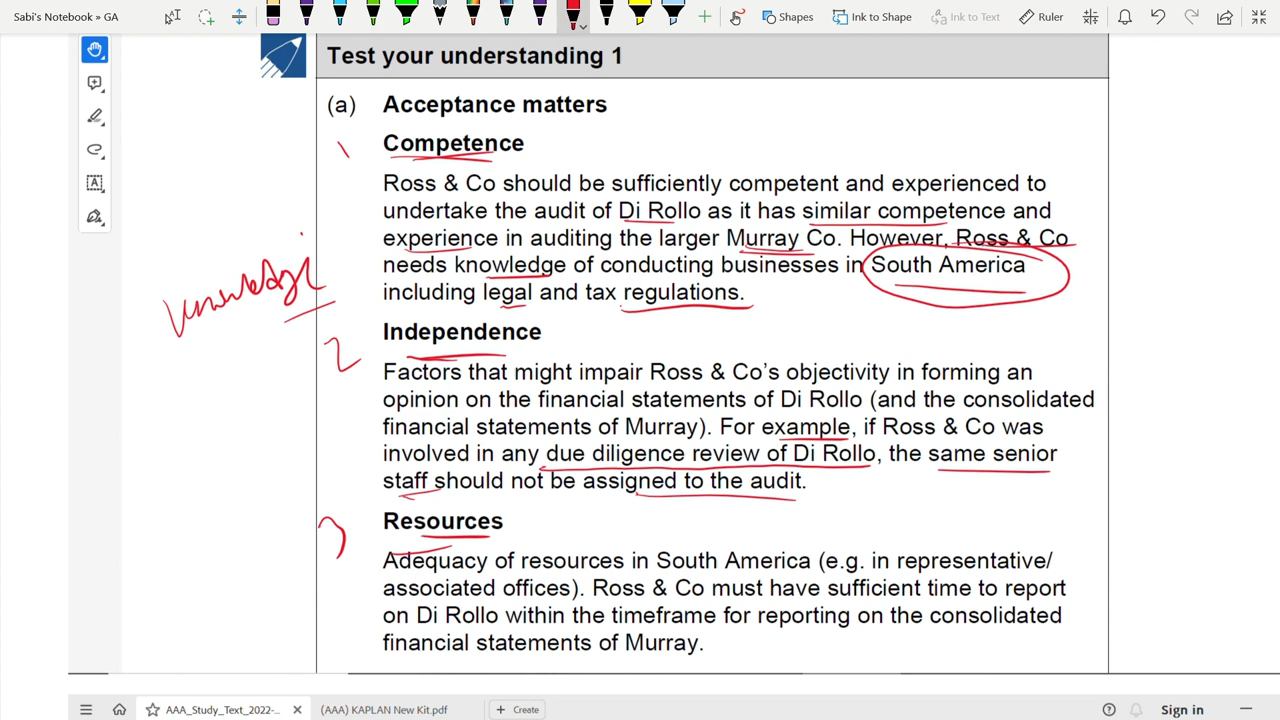 Sabi's Notebook » GA
Shapes
Ink to Shape
Ink to Text
Ruler
Test your understanding 1
(a) Acceptance matters
1 Competence
Ross & Co should be sufficiently competent and experienced to
undertake the audit of Di Rollo as it has similar competence and
experience in auditing the larger Murray Co. However, Ross & Co
needs knowledge of conducting businesses in South America
including legal and tax regulations.
knowledge
2 Independence
Factors that might impair Ross & Co's objectivity in forming an
opinion on the financial statements of Di Rollo (and the consolidated
financial statements of Murray). For example, if Ross & Co was
involved in any due diligence review of Di Rollo, the same senior
staff should not be assigned to the audit.
3 Resources
Adequacy of resources in South America (e.g. in representative/
associated offices). Ross & Co must have sufficient time to report
on Di Rollo within the timeframe for reporting on the consolidated
financial statements of Murray.
AAA_Study_Text_2022-
(AAA) KAPLAN New Kit.pdf
Create
Sign in